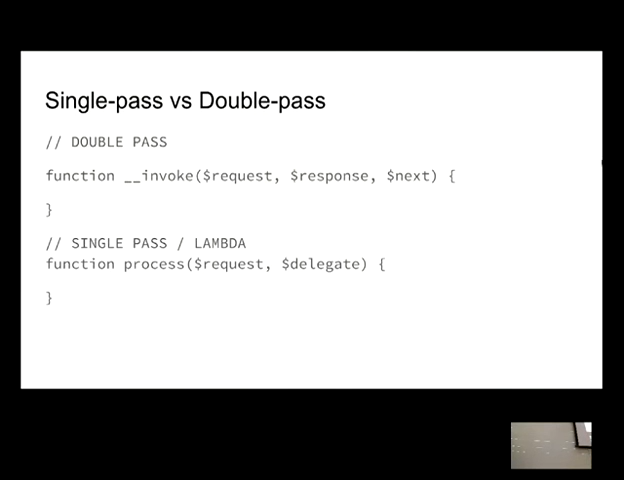 Single-pass vs Double-pass
// DOUBLE PASS
function __invoke($request, $response, $next) {
}
// SINGLE PASS / LAMBDA
function process($request, $delegate) {
}